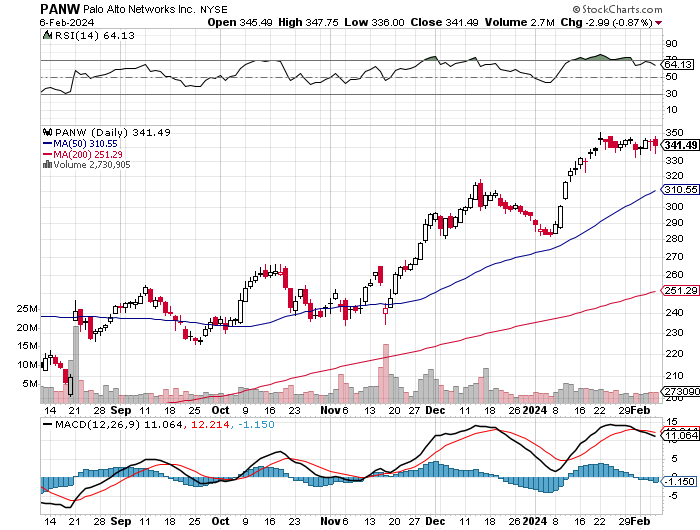 PANW Palo Alto Networks Inc. NYSE © StockCharts.com
6-Feb-2024 Open 345.49 High 347.75 Low 336.00 Close 341.49 Volume 2.7M Chg -2.99 (-0.87%)
RSI(14) 64.13
90
70
64.13
50
30
10
PANW (Daily) 341.49
MA(50) 310.55
MA(200) 251.29
Volume 2,730,905
350
341.49
330
320
310.55
300
290
280
270
260
251.29
240
230
220
210
200
25M
20M
15M
10M
5M
273090
14 21 28 Sep 11 18 25 Oct 9 16 23 Nov 6 13 20 Dec 11 18 26 2024 8 16 22 29 Feb
MACD(12,26,9) 11.064, 12.214, -1.150
15
11.064
5
0
-1.150
-5
14 21 28 Sep 11 18 25 Oct 9 16 23 Nov 6 13 20 Dec 11 18 26 2024 8 16 22 29 Feb